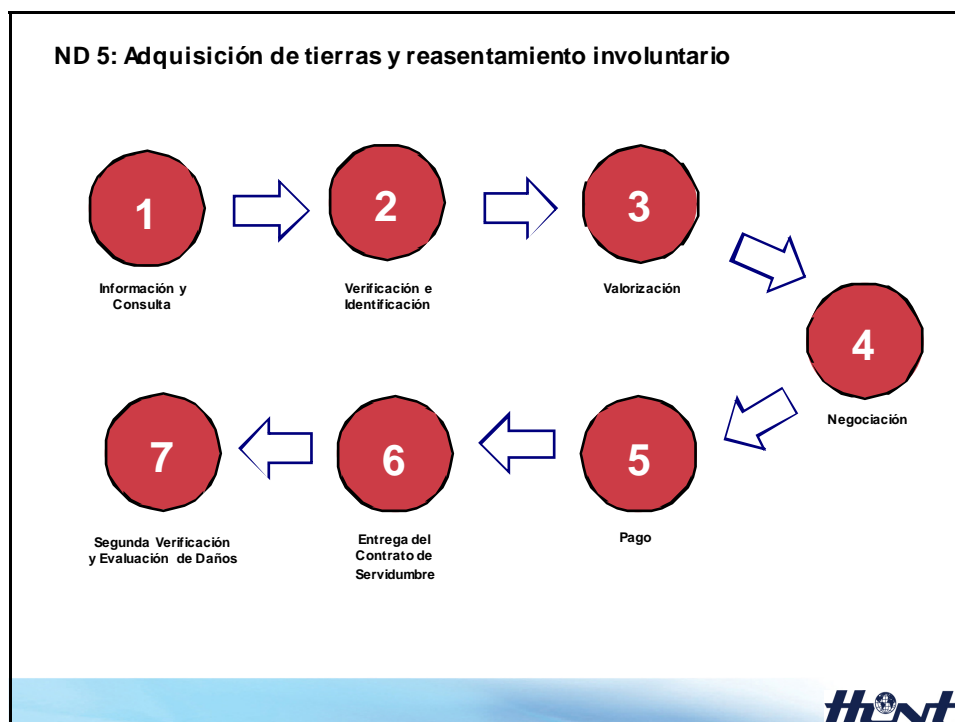 ND 5: Adquisición de tierras y reasentamiento involuntario
1
2
3
Información y
Consulta
Verificación e
Identificación
Valorización
4
Negociación
7
6
5
Segunda Verificación
y Evaluación de Daños
Entrega del
Contrato de
Servidumbre
Pago
Hunt